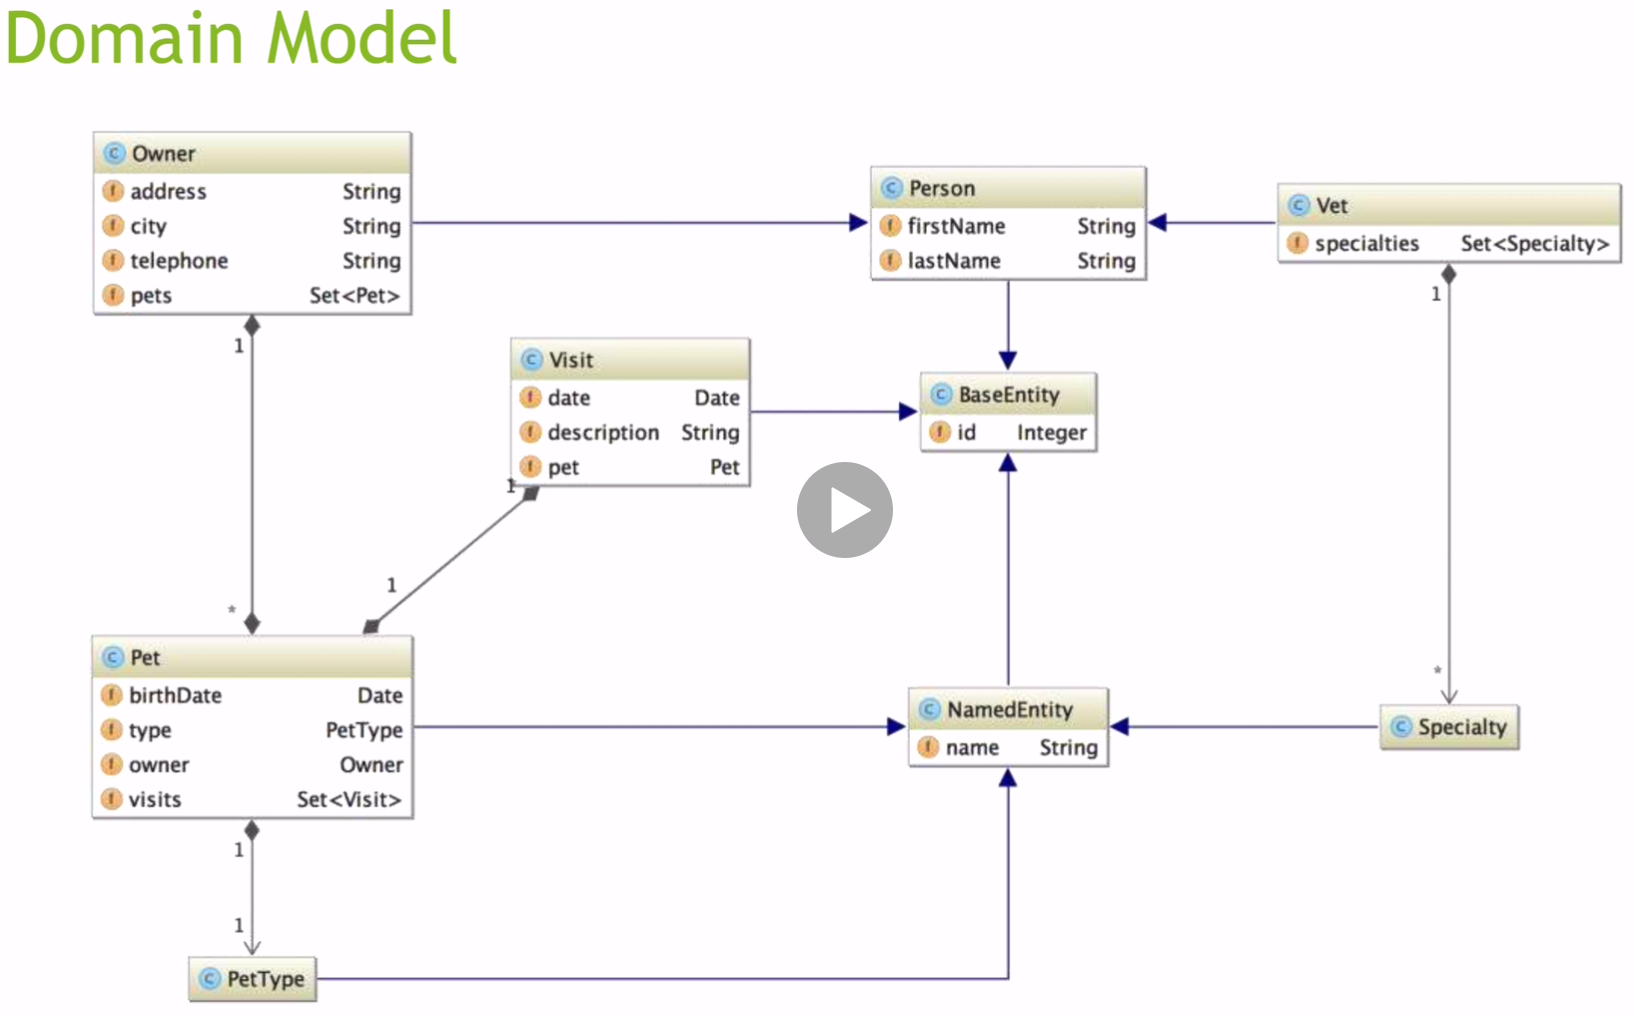 Domain Model
C Owner
f address String
f city String
f telephone String
f pets Set<Pet>
1
*
C Person
f firstName String
f lastName String
C Vet
f specialties Set<Specialty>
1
*
C Visit
f date Date
f description String
f pet Pet
1
1
C BaseEntity
f id Integer
C Pet
f birthDate Date
f type PetType
f owner Owner
f visits Set<Visit>
1
1
C NamedEntity
f name String
C Specialty
C PetType